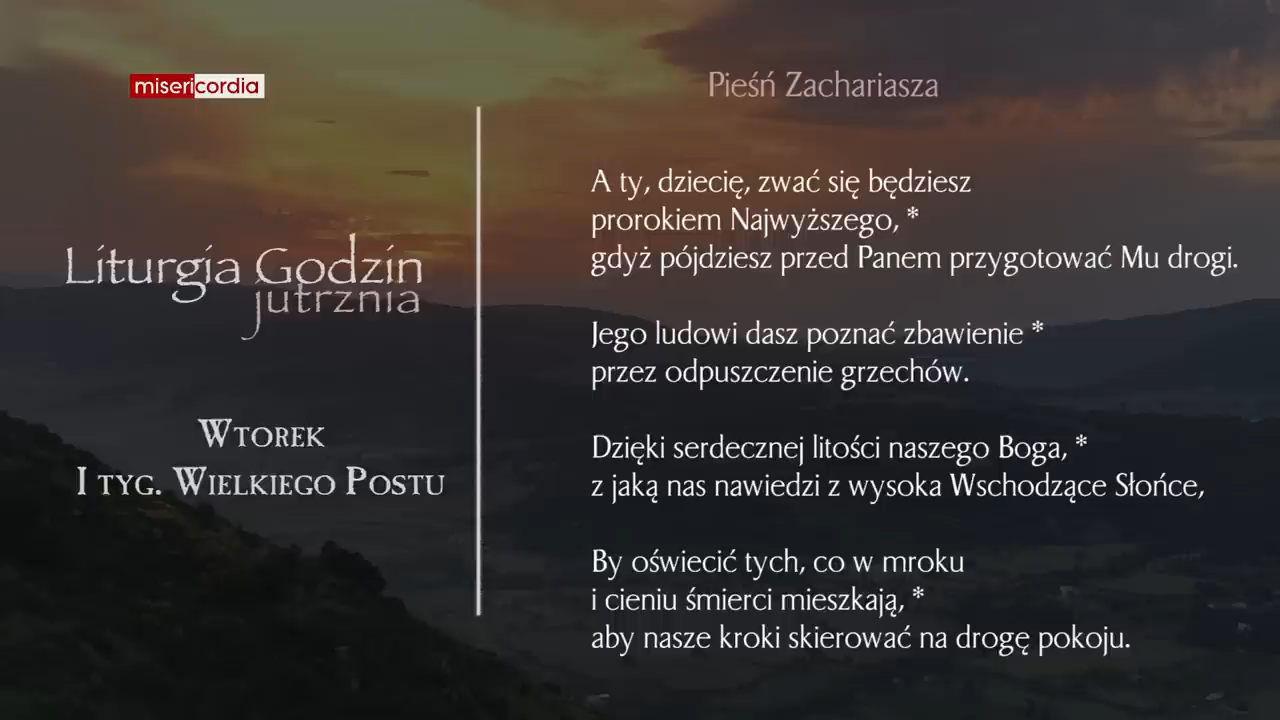 misericordia
Liturgia Godzin
jutrznia
Wtorek
I tyg. Wielkiego Postu
Pieśń Zachariasza
A ty, dziecię, zwać się będziesz
prorokiem Najwyższego, *
gdyż pójdziesz przed Panem przygotować Mu drogi.
Jego ludowi dasz poznać zbawienie *
przez odpuszczenie grzechów.
Dzięki serdecznej litości naszego Boga, *
z jaką nas nawiedzi z wysoka Wschodzące Słońce,
By oświecić tych, co w mroku
i cieniu śmierci mieszkają, *
aby nasze kroki skierować na drogę pokoju.